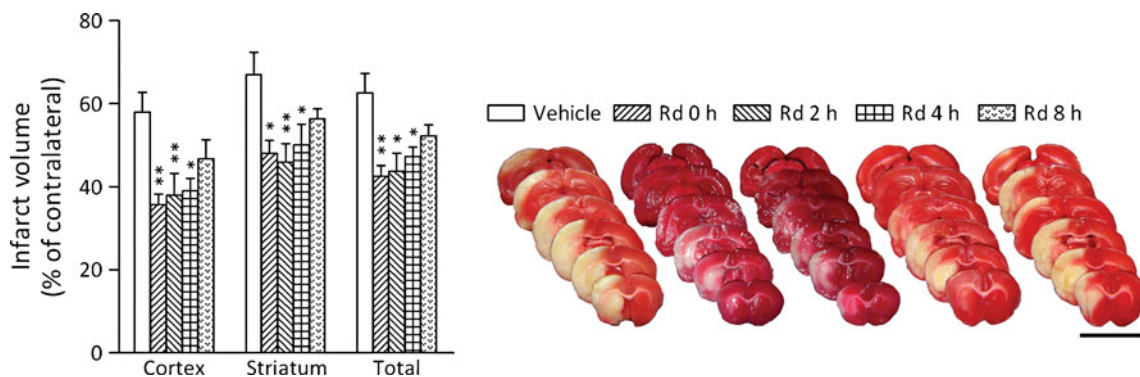 Infarct volume
(% of contralateral)
80
60
40
20
0
** ** *
* ** *
** * *
Cortex Striatum Total
Vehicle Rd 0 h Rd 2 h Rd 4 h Rd 8 h